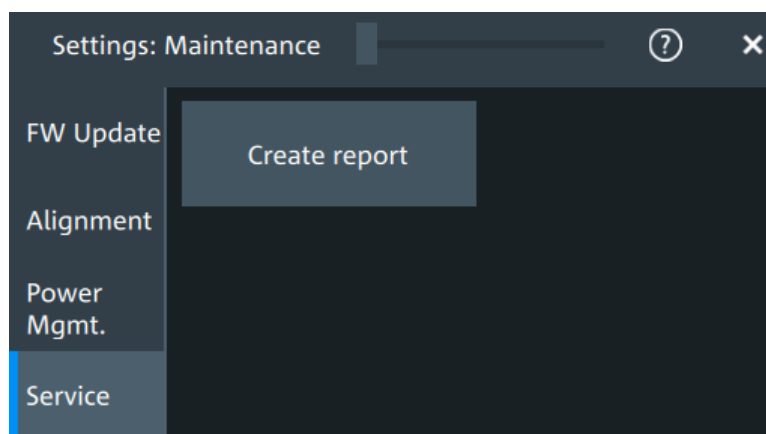 Settings: Maintenance
?
×
FW Update
Create report
Alignment
Power
Mgmt.
Service